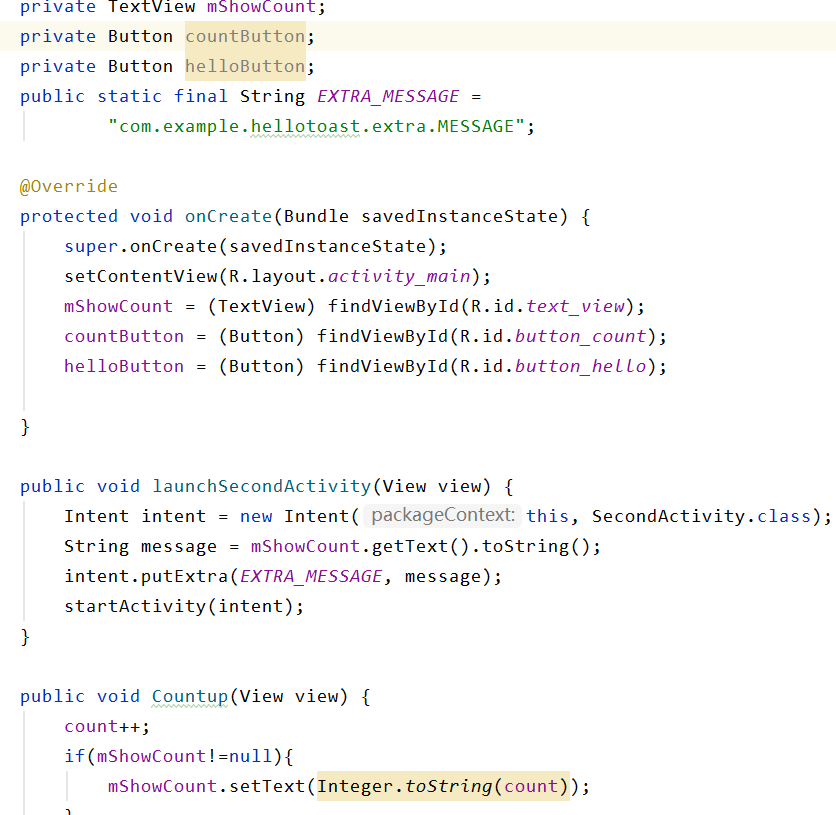 private TextView mShowCount;
private Button countButton;
private Button helloButton;
public static final String EXTRA_MESSAGE =
"com.example.hellotoast.extra.MESSAGE";
@Override
protected void onCreate(Bundle savedInstanceState) {
super.onCreate(savedInstanceState);
setContentView(R.layout.activity_main);
mShowCount = (TextView) findViewById(R.id.text_view);
countButton = (Button) findViewById(R.id.button_count);
helloButton = (Button) findViewById(R.id.button_hello);
}
public void launchSecondActivity(View view) {
Intent intent = new Intent( packageContext: this, SecondActivity.class);
String message = mShowCount.getText().toString();
intent.putExtra(EXTRA_MESSAGE, message);
startActivity(intent);
}
public void Countup(View view) {
count++;
if(mShowCount!=null){
mShowCount.setText(Integer.toString(count));
}